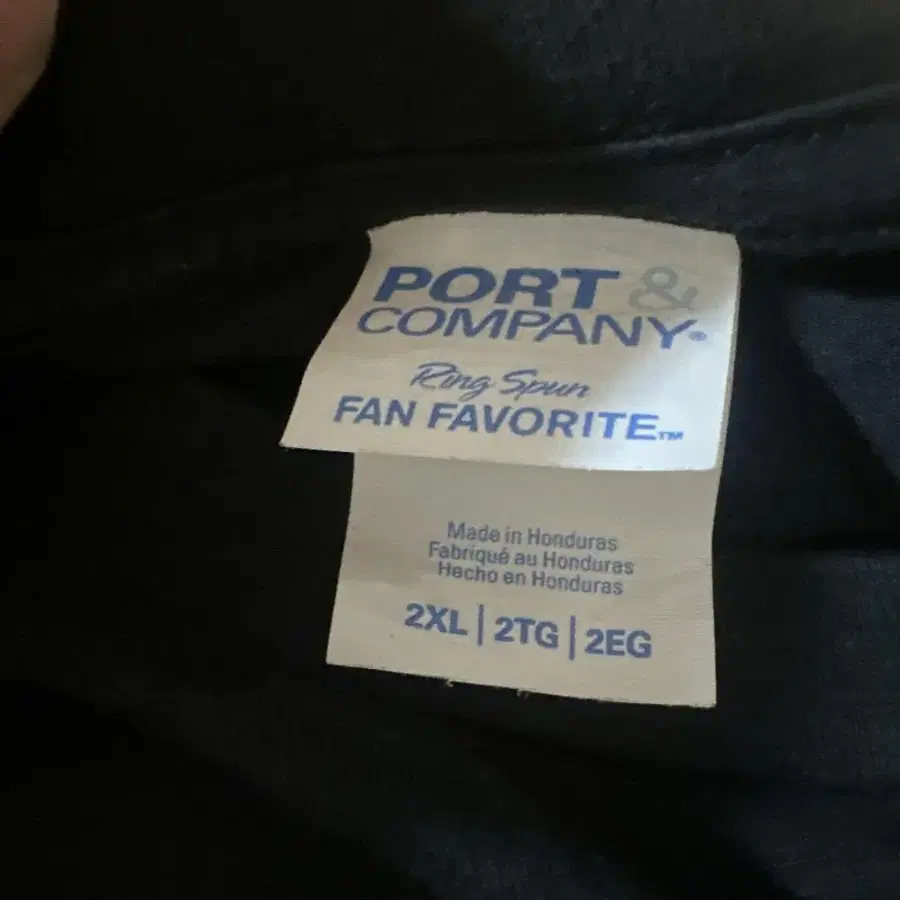 PORT &
COMPANY®
Ring Spun
FAN FAVORITE™
Made in Honduras
Fabriqué au Honduras
Hecho en Honduras
2XL | 2TG | 2EG